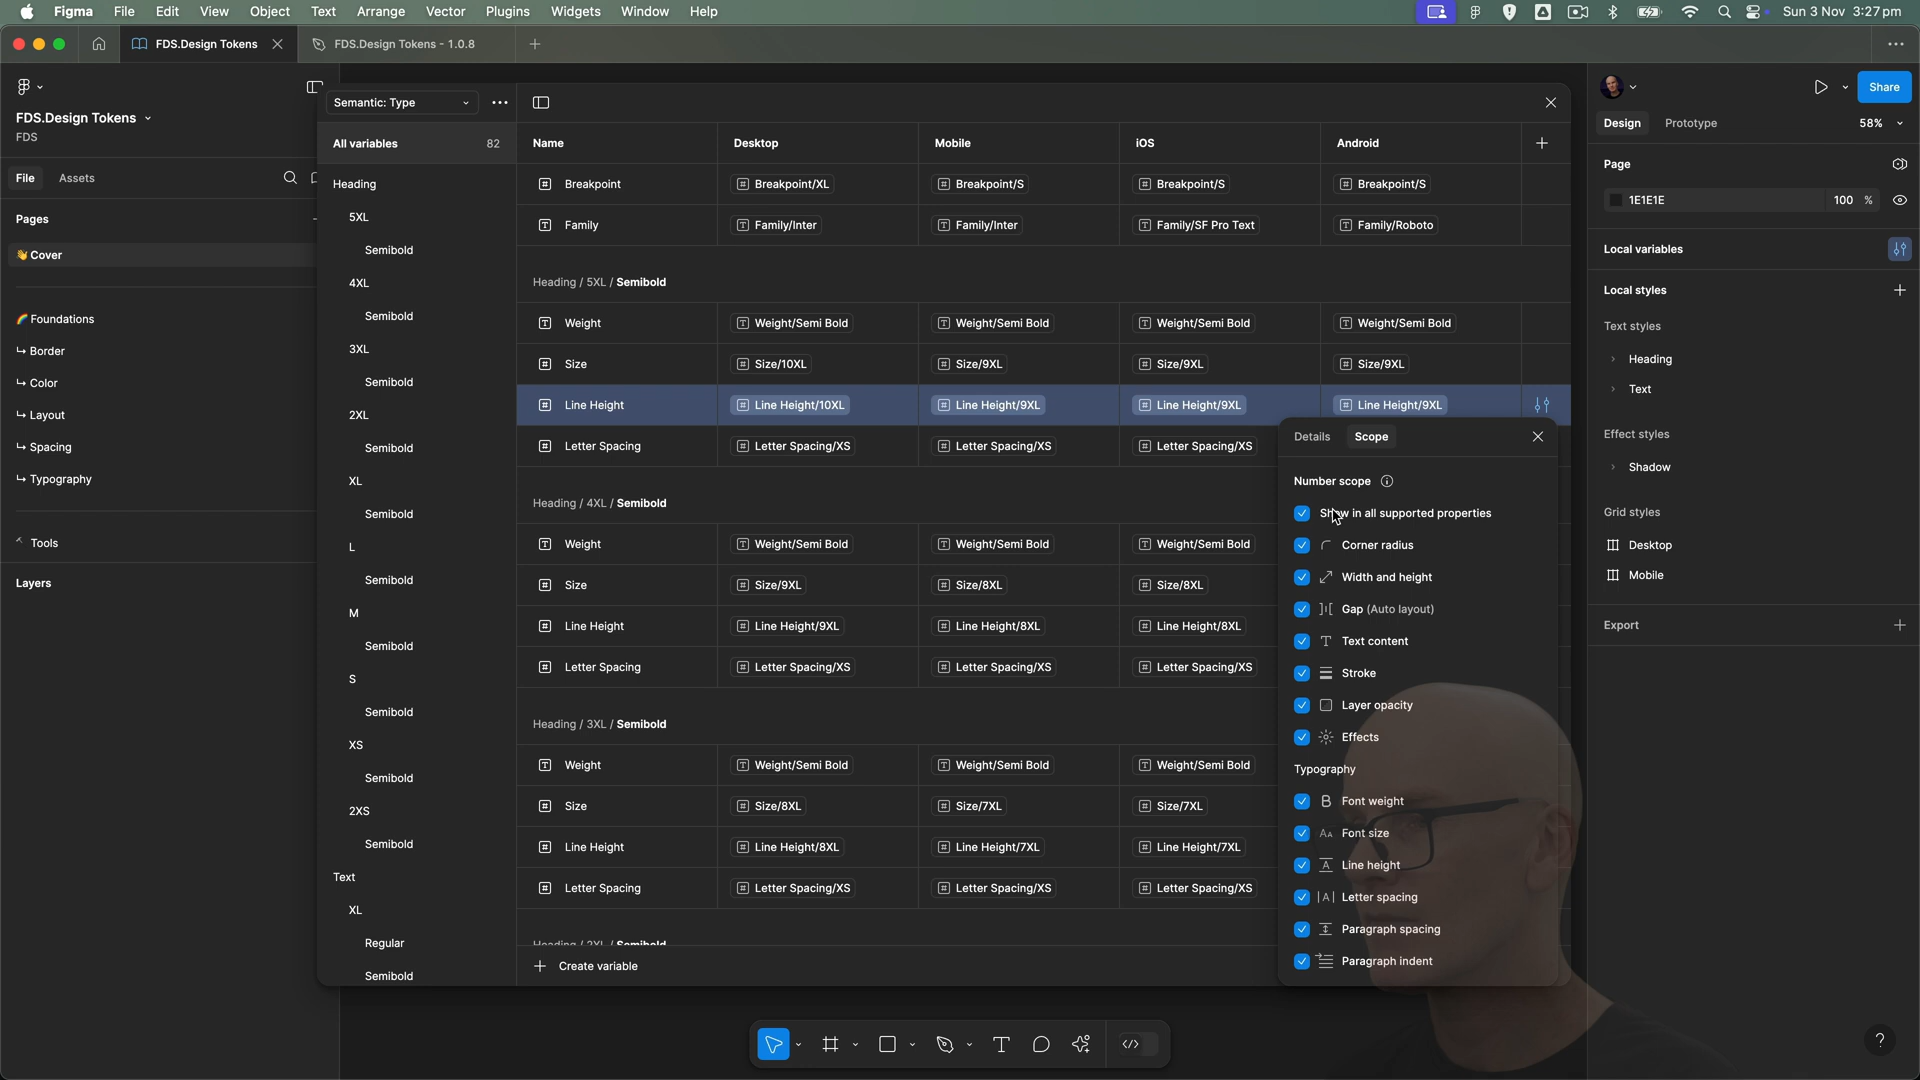 Figma File Edit View Object Text Arrange Vector Plugins Widgets Window Help
Sun 3 Nov 3:27 pm
FDS.Design Tokens
FDS.Design Tokens - 1.0.8
FDS.Design Tokens
FDS
File Assets
Pages
👋 Cover
🌈 Foundations
↳ Border
↳ Color
↳ Layout
↳ Spacing
↳ Typography
Tools
Layers
Semantic: Type
All variables 82
Heading
5XL
Semibold
4XL
Semibold
3XL
Semibold
2XL
Semibold
XL
Semibold
L
Semibold
M
Semibold
S
Semibold
XS
Semibold
2XS
Semibold
Text
XL
Regular
Semibold
Name Desktop Mobile iOS Android
Breakpoint Breakpoint/XL Breakpoint/S Breakpoint/S Breakpoint/S
Family Family/Inter Family/Inter Family/SF Pro Text Family/Roboto
Heading / 5XL / Semibold
Weight Weight/Semi Bold Weight/Semi Bold Weight/Semi Bold Weight/Semi Bold
Size Size/10XL Size/9XL Size/9XL Size/9XL
Line Height Line Height/10XL Line Height/9XL Line Height/9XL Line Height/9XL
Letter Spacing Letter Spacing/XS Letter Spacing/XS Letter Spacing/XS
Heading / 4XL / Semibold
Weight Weight/Semi Bold Weight/Semi Bold Weight/Semi Bold
Size Size/9XL Size/8XL Size/8XL
Line Height Line Height/9XL Line Height/8XL Line Height/8XL
Letter Spacing Letter Spacing/XS Letter Spacing/XS Letter Spacing/XS
Heading / 3XL / Semibold
Weight Weight/Semi Bold Weight/Semi Bold Weight/Semi Bold
Size Size/8XL Size/7XL Size/7XL
Line Height Line Height/8XL Line Height/7XL Line Height/7XL
Letter Spacing Letter Spacing/XS Letter Spacing/XS Letter Spacing/XS
Heading / 2XL / Semibold
Create variable
Details Scope
Number scope
Show in all supported properties
Corner radius
Width and height
Gap (Auto layout)
Text content
Stroke
Layer opacity
Effects
Typography
Font weight
Font size
Line height
Letter spacing
Paragraph spacing
Paragraph indent
Share
Design Prototype 58%
Page
1E1E1E 100 %
Local variables
Local styles
Text styles
Heading
Text
Effect styles
Shadow
Grid styles
Desktop
Mobile
Export
?